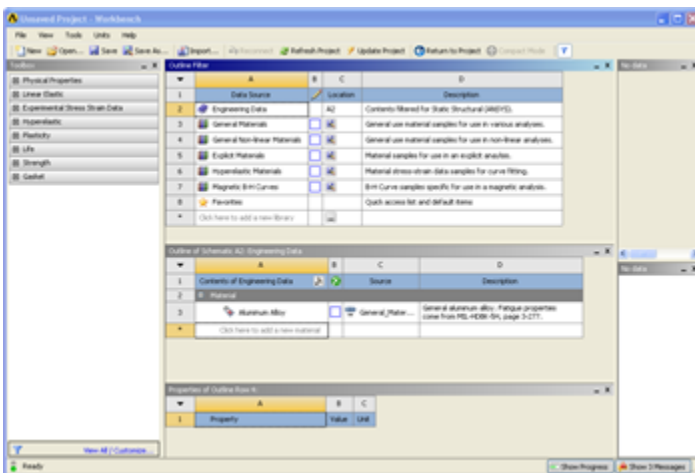 Unsaved Project - Workbench
File View Tools Units Help
New Open... Save Save As... Import... Reconnect Refresh Project Update Project Return to Project Compact Mode
Toolbox
Physical Properties
Linear Elastic
Experimental Stress Strain Data
Hyperelastic
Plasticity
Life
Strength
Gasket
View All / Customize...
Outline Filter
A B C D
1 Data Source Location Description
2 Engineering Data A2 Contents filtered for Static Structural (ANSYS).
3 General Materials General use material samples for use in various analyses.
4 General Non-linear Materials General use material samples for use in non-linear analyses.
5 Explicit Materials Material samples for use in an explicit anaylsis.
6 Hyperelastic Materials Material stress-strain data samples for curve fitting.
7 Magnetic B-H Curves B-H Curve samples specific for use in a magnetic analysis.
8 Favorites Quick access list and default items
* Click here to add a new library ...
Outline of Schematic A2: Engineering Data
A B C D
1 Contents of Engineering Data Source Description
2 Material
3 Aluminum Alloy General_Mater... General aluminum alloy. Fatigue properties
come from MIL-HDBK-5H, page 3-277.
* Click here to add a new material
Properties of Outline Row 4:
A B C
1 Property Value Unit
No data
No data
Ready
Show Progress Show 3 Messages